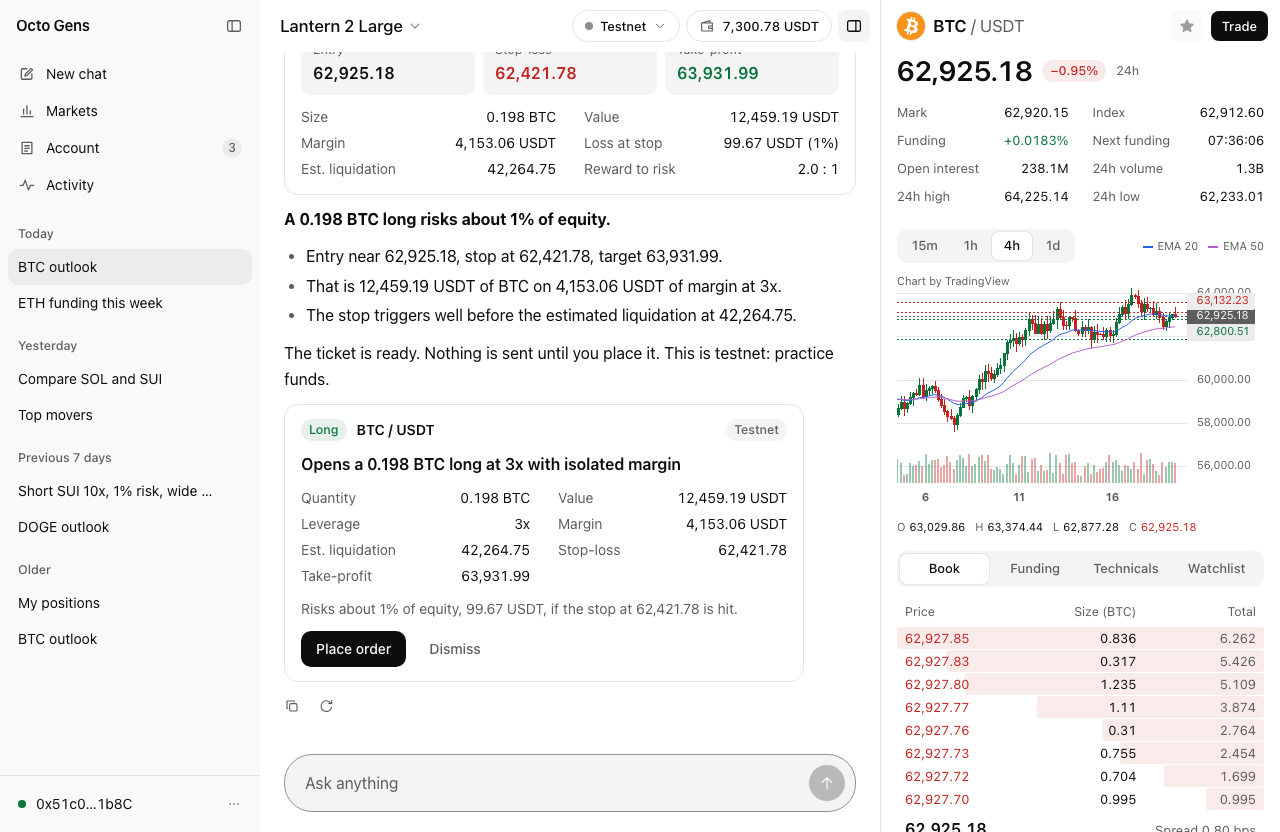 Octo Gens
New chat
Markets
Account 3
Activity
Today
BTC outlook
ETH funding this week
Yesterday
Compare SOL and SUI
Top movers
Previous 7 days
Short SUI 10x, 1% risk, wide ...
DOGE outlook
Older
My positions
BTC outlook
0x51c0...1b8C
Lantern 2 Large
Testnet
7,300.78 USDT
62,925.18
62,421.78
63,931.99
Size 0.198 BTC Value 12,459.19 USDT
Margin 4,153.06 USDT Loss at stop 99.67 USDT (1%)
Est. liquidation 42,264.75 Reward to risk 2.0 : 1
A 0.198 BTC long risks about 1% of equity.
• Entry near 62,925.18, stop at 62,421.78, target 63,931.99.
• That is 12,459.19 USDT of BTC on 4,153.06 USDT of margin at 3x.
• The stop triggers well before the estimated liquidation at 42,264.75.
The ticket is ready. Nothing is sent until you place it. This is testnet: practice
funds.
Long BTC / USDT Testnet
Opens a 0.198 BTC long at 3x with isolated margin
Quantity 0.198 BTC Value 12,459.19 USDT
Leverage 3x Margin 4,153.06 USDT
Est. liquidation 42,264.75 Stop-loss 62,421.78
Take-profit 63,931.99
Risks about 1% of equity, 99.67 USDT, if the stop at 62,421.78 is hit.
Place order Dismiss
Ask anything
BTC / USDT
Trade
62,925.18 −0.95% 24h
Mark 62,920.15 Index 62,912.60
Funding +0.0183% Next funding 07:36:06
Open interest 238.1M 24h volume 1.3B
24h high 64,225.14 24h low 62,233.01
15m 1h 4h 1d
EMA 20 EMA 50
Chart by TradingView
64,000.00
63,132.23
62,925.18
62,800.51
60,000.00
58,000.00
56,000.00
6 11 16
O 63,029.86 H 63,374.44 L 62,877.28 C 62,925.18
Book Funding Technicals Watchlist
Price Size (BTC) Total
62,927.85 0.836 6.262
62,927.83 0.317 5.426
62,927.80 1.235 5.109
62,927.77 1.11 3.874
62,927.76 0.31 2.764
62,927.73 0.755 2.454
62,927.72 0.704 1.699
62,927.70 0.995 0.995
62,925.18 Spread 0.80 bps